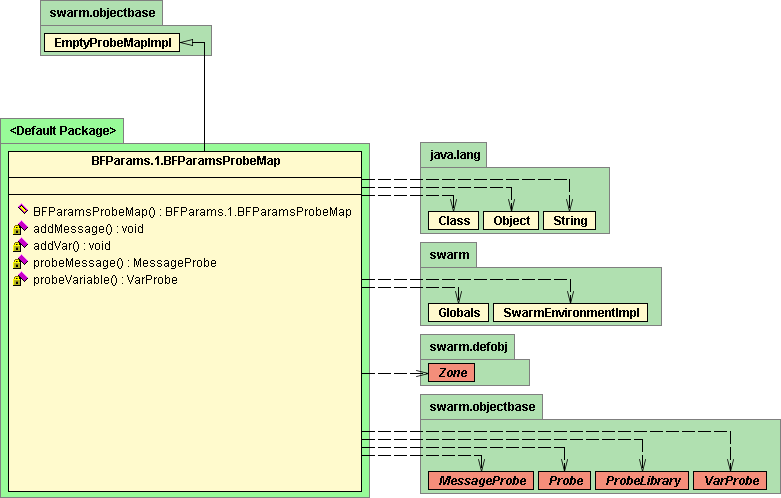 swarm.objectbase
EmptyProbeMapImpl
<Default Package>
BFParams.1.BFParamsProbeMap
BFParamsProbeMap() : BFParams.1.BFParamsProbeMap
addMessage() : void
addVar() : void
probeMessage() : MessageProbe
probeVariable() : VarProbe
java.lang
Class Object String
swarm
Globals SwarmEnvironmentImpl
swarm.defobj
Zone
swarm.objectbase
MessageProbe Probe ProbeLibrary VarProbe